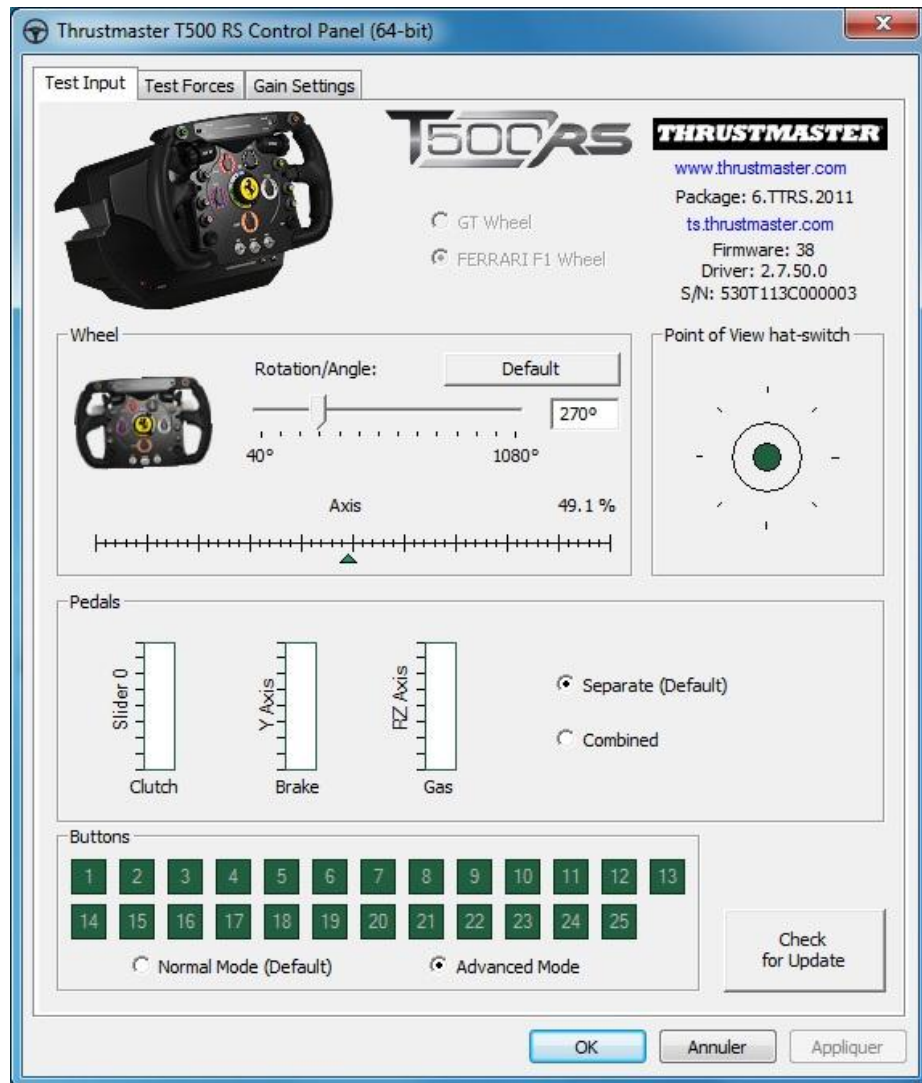 Thrustmaster T500 RS Control Panel (64-bit)
Test Input
Test Forces
Gain Settings
T500RS
THRUSTMASTER
www.thrustmaster.com
Package: 6.TTRS.2011
ts.thrustmaster.com
Firmware: 38
Driver: 2.7.50.0
S/N: 530T113C000003
GT Wheel
FERRARI F1 Wheel
Wheel
Rotation/Angle:
Default
270°
40°
1080°
Axis
49.1 %
Point of View hat-switch
Pedals
Slider 0
Y Axis
RZ Axis
Clutch
Brake
Gas
Separate (Default)
Combined
Buttons
1 2 3 4 5 6 7 8 9 10 11 12 13
14 15 16 17 18 19 20 21 22 23 24 25
Normal Mode (Default)
Advanced Mode
Check
for Update
OK
Annuler
Appliquer